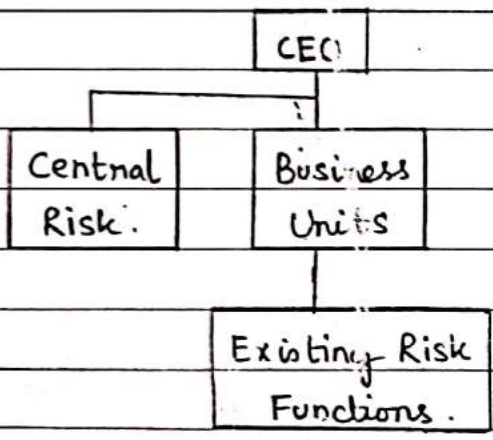 CEO
Central
Risk.
Business
Units
Existing Risk
Functions.